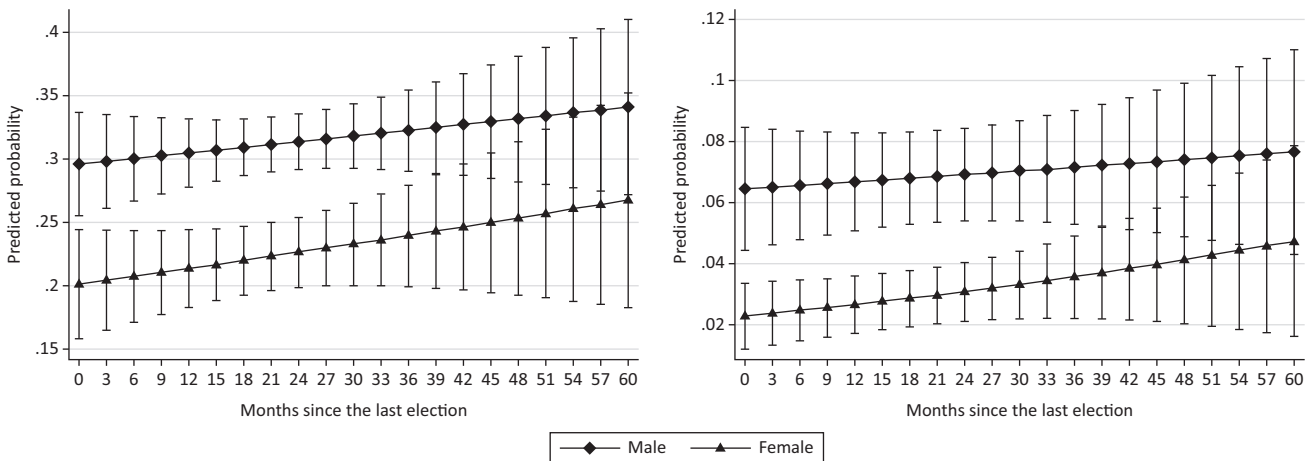 .4
.35
.3
.25
.2
.15
Predicted probability
0 3 6 9 12 15 18 21 24 27 30 33 36 39 42 45 48 51 54 57 60
Months since the last election
.12
.1
.08
.06
.04
.02
Predicted probability
0 3 6 9 12 15 18 21 24 27 30 33 36 39 42 45 48 51 54 57 60
Months since the last election
Male Female